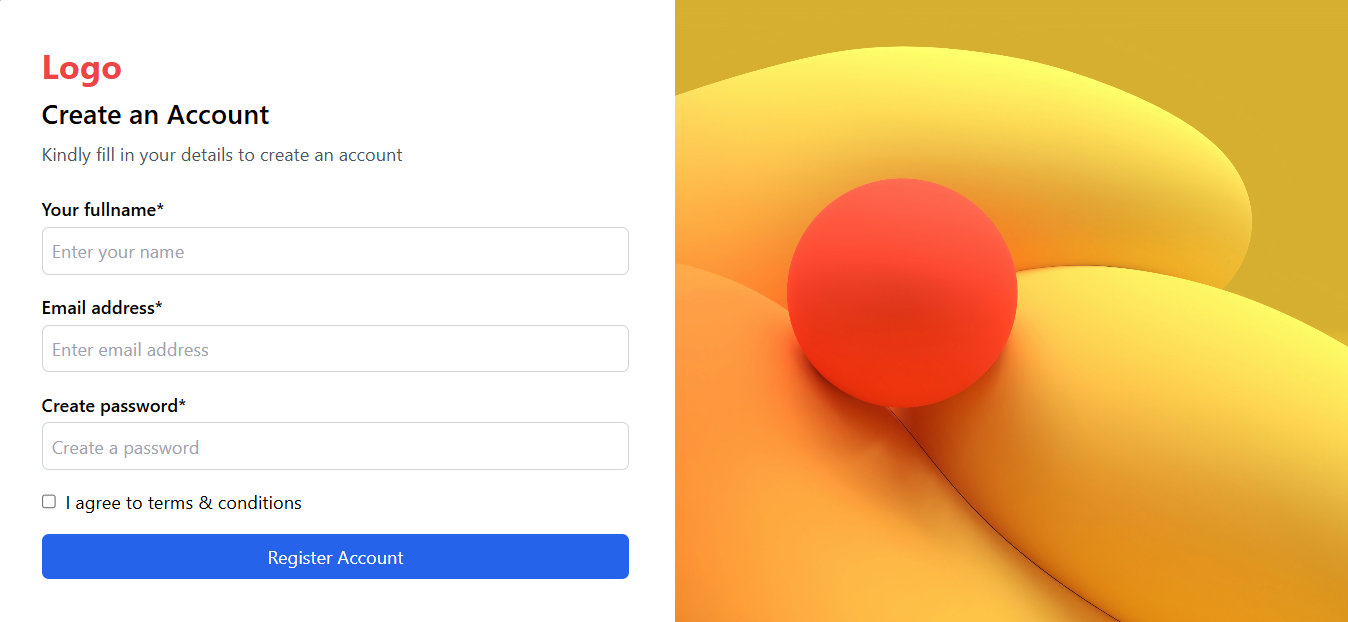 Logo
Create an Account
Kindly fill in your details to create an account
Your fullname*
Enter your name
Email address*
Enter email address
Create password*
Create a password
I agree to terms & conditions
Register Account